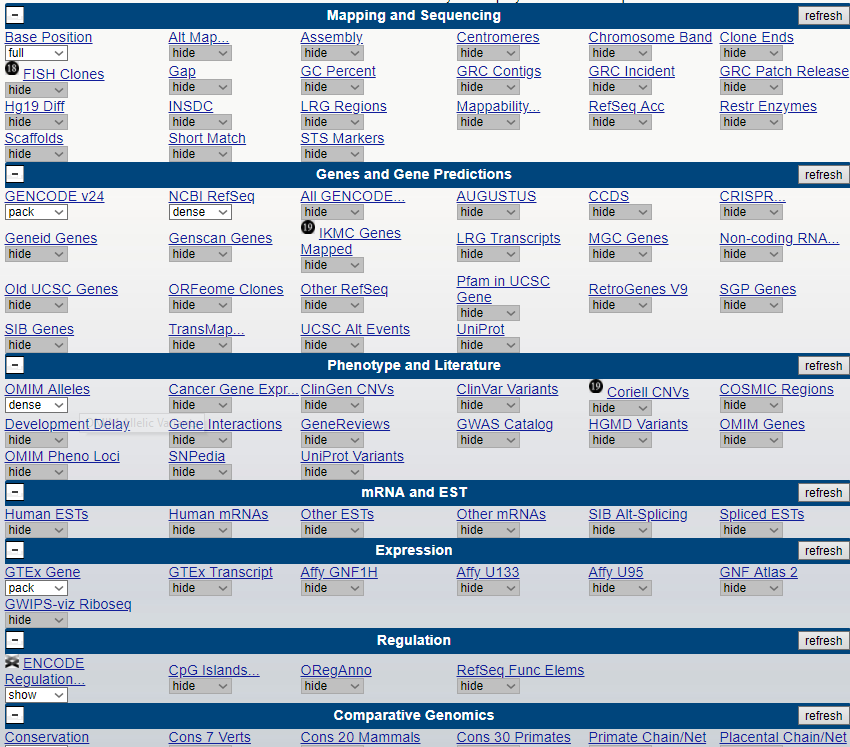 Mapping and Sequencing refresh
Base Position Alt Map... Assembly Centromeres Chromosome Band Clone Ends
full hide hide hide hide hide
18 FISH Clones Gap GC Percent GRC Contigs GRC Incident GRC Patch Release
hide hide hide hide hide hide
Hg19 Diff INSDC LRG Regions Mappability... RefSeq Acc Restr Enzymes
hide hide hide hide hide hide
Scaffolds Short Match STS Markers
hide hide hide
Genes and Gene Predictions refresh
GENCODE v24 NCBI RefSeq All GENCODE... AUGUSTUS CCDS CRISPR...
pack dense hide hide hide hide
Geneid Genes Genscan Genes 19 IKMC Genes Mapped LRG Transcripts MGC Genes Non-coding RNA...
hide hide hide hide hide hide
Old UCSC Genes ORFeome Clones Other RefSeq Pfam in UCSC Gene RetroGenes V9 SGP Genes
hide hide hide hide hide hide
SIB Genes TransMap... UCSC Alt Events UniProt
hide hide hide hide
Phenotype and Literature refresh
OMIM Alleles Cancer Gene Expr... ClinGen CNVs ClinVar Variants 19 Coriell CNVs COSMIC Regions
dense hide hide hide hide hide
Development Delay Gene Interactions GeneReviews GWAS Catalog HGMD Variants OMIM Genes
hide hide hide hide hide hide
OMIM Pheno Loci SNPedia UniProt Variants
hide hide hide
mRNA and EST refresh
Human ESTs Human mRNAs Other ESTs Other mRNAs SIB Alt-Splicing Spliced ESTs
hide hide hide hide hide hide
Expression refresh
GTEx Gene GTEx Transcript Affy GNF1H Affy U133 Affy U95 GNF Atlas 2
pack hide hide hide hide hide
GWIPS-viz Riboseq
hide
Regulation refresh
ENCODE Regulation... CpG Islands... ORegAnno RefSeq Func Elems
show hide hide hide
Comparative Genomics refresh
Conservation Cons 7 Verts Cons 20 Mammals Cons 30 Primates Primate Chain/Net Placental Chain/Net